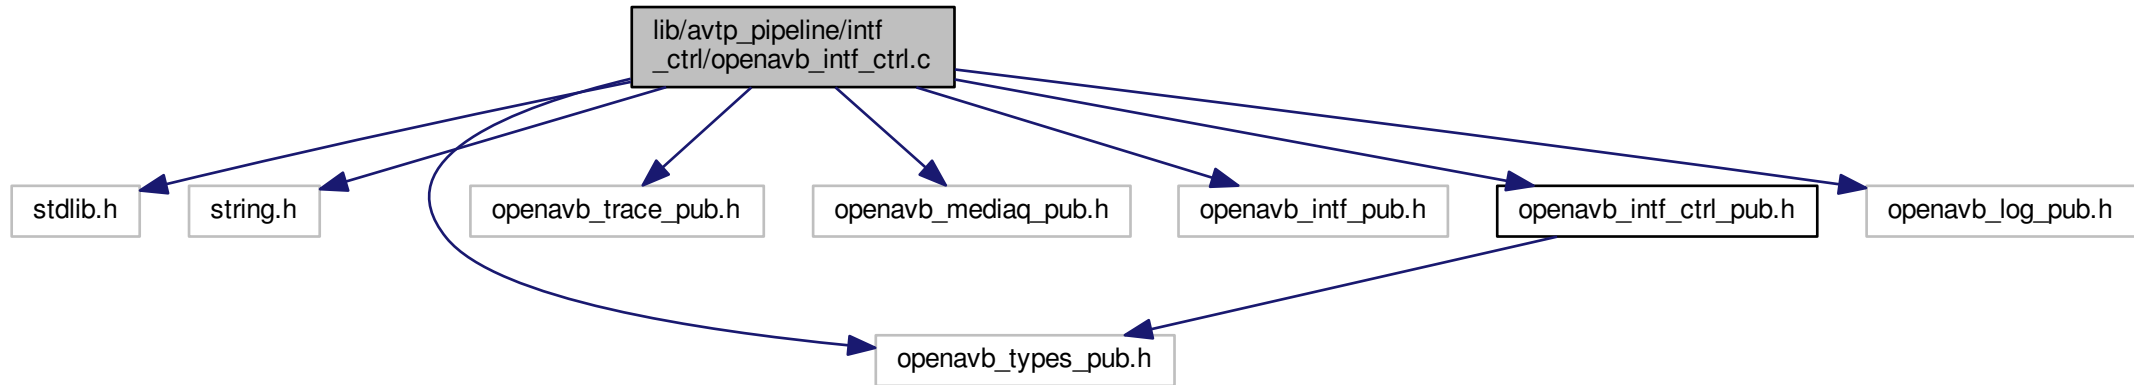 lib/avtp_pipeline/intf
_ctrl/openavb_intf_ctrl.c
stdlib.h
string.h
openavb_trace_pub.h
openavb_mediaq_pub.h
openavb_intf_pub.h
openavb_intf_ctrl_pub.h
openavb_log_pub.h
openavb_types_pub.h